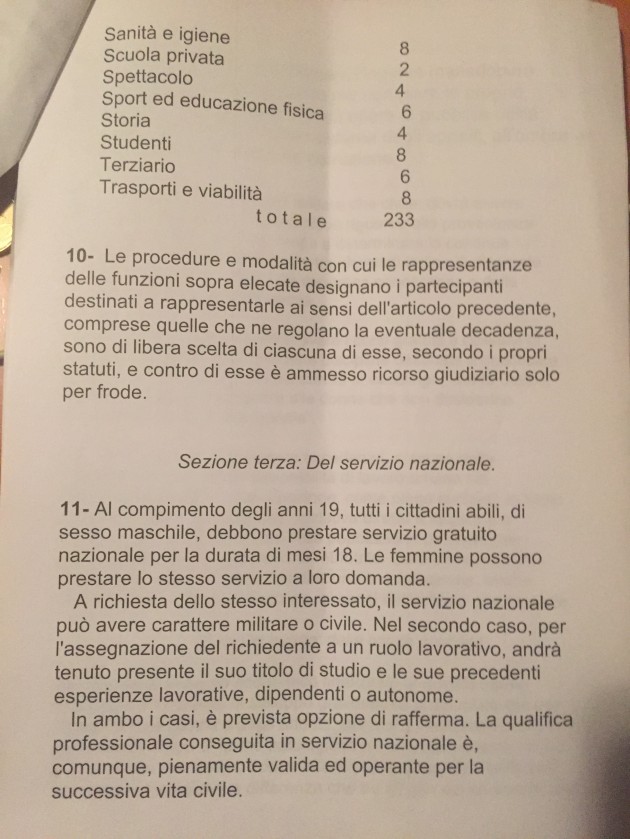 Sanità e igiene 8
Scuola privata 2
Spettacolo 4
Sport ed educazione fisica 6
Storia 4
Studenti 8
Terziario 6
Trasporti e viabilità 8
totale 233
10- Le procedure e modalità con cui le rappresentanze
delle funzioni sopra elecate designano i partecipanti
destinati a rappresentarle ai sensi dell'articolo precedente,
comprese quelle che ne regolano la eventuale decadenza,
sono di libera scelta di ciascuna di esse, secondo i propri
statuti, e contro di esse è ammesso ricorso giudiziario solo
per frode.
Sezione terza: Del servizio nazionale.
11- Al compimento degli anni 19, tutti i cittadini abili, di
sesso maschile, debbono prestare servizio gratuito
nazionale per la durata di mesi 18. Le femmine possono
prestare lo stesso servizio a loro domanda.
A richiesta dello stesso interessato, il servizio nazionale
può avere carattere militare o civile. Nel secondo caso, per
l'assegnazione del richiedente a un ruolo lavorativo, andrà
tenuto presente il suo titolo di studio e le sue precedenti
esperienze lavorative, dipendenti o autonome.
In ambo i casi, è prevista opzione di rafferma. La qualifica
professionale conseguita in servizio nazionale è,
comunque, pienamente valida ed operante per la
successiva vita civile.